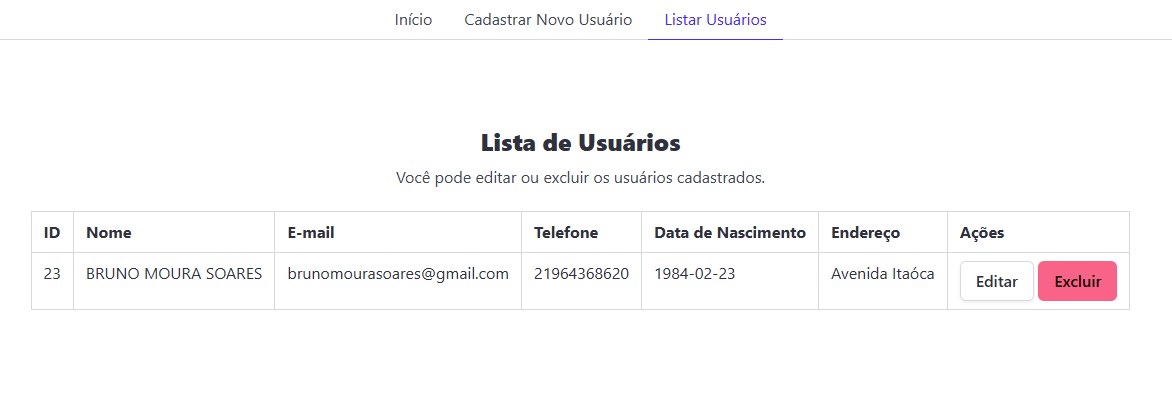 Início Cadastrar Novo Usuário Listar Usuários
Lista de Usuários
Você pode editar ou excluir os usuários cadastrados.
ID Nome E-mail Telefone Data de Nascimento Endereço Ações
23 BRUNO MOURA SOARES brunomourasoares@gmail.com 21964368620 1984-02-23 Avenida Itaóca Editar Excluir